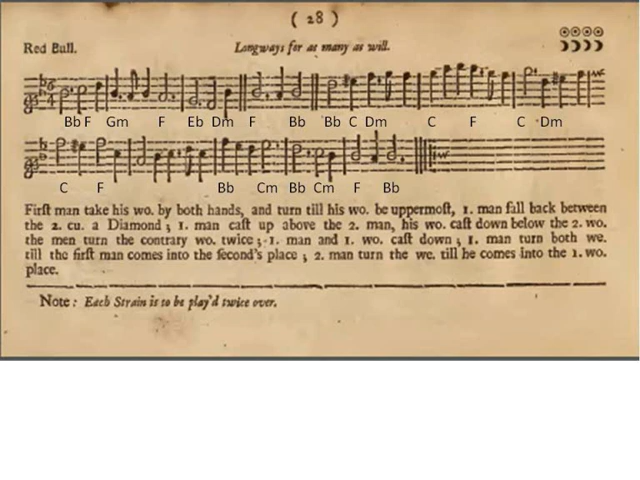 ( 28 )
Red Bull. Longways for as many as will.
6
4
Bb F Gm F Eb Dm F Bb Bb C Dm C F C Dm
C F Bb Cm Bb Cm F Bb
Firſt man take his wo. by both hands, and turn till his wo. be uppermoſt, 1. man fall back between
the 2. cu. a Diamond ; 1. man caſt up above the 2. man, his wo. caſt down below the 2. wo.
the men turn the contrary wo. twice ; 1. man and 1. wo. caſt down ; 1. man turn both we.
till the firſt man comes into the ſecond's place ; 2. man turn the we. till he comes into the 1. wo.
place.
Note : Each Strain is to be play'd twice over.